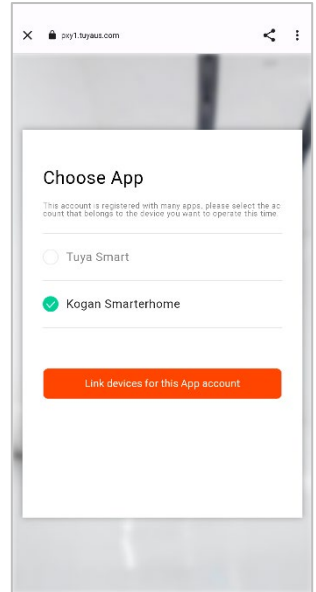 pxy1.tuyaus.com
Choose App
This account is registered with many apps, please select the ac
count that belongs to the device you want to operate this time
Tuya Smart
Kogan Smarterhome
Link devices for this App account